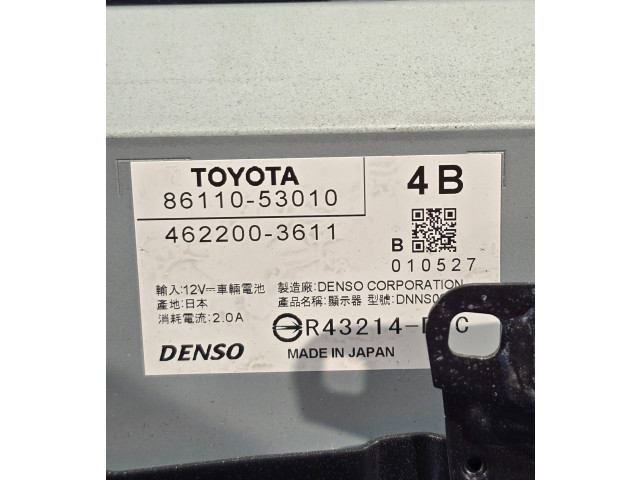 TOYOTA
86110-53010
462200-3611
4B
B
010527
輸入:12V⎓車輛電池
產地:日本
消耗電流:2.0A
製造廠:DENSO CORPORATION
產品名稱:顯示器 型號:DNNS0
R43214-
C
DENSO
MADE IN JAPAN